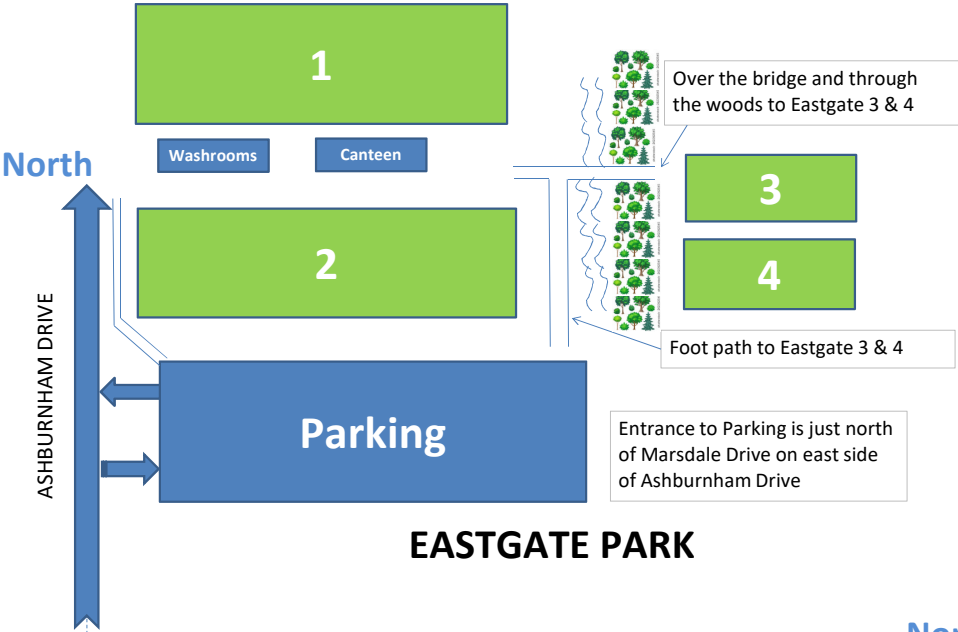 1
Over the bridge and through
the woods to Eastgate 3 & 4
Washrooms
Canteen
North
3
2
4
ASHBURNHAM DRIVE
Foot path to Eastgate 3 & 4
Parking
Entrance to Parking is just north
of Marsdale Drive on east side
of Ashburnham Drive
EASTGATE PARK